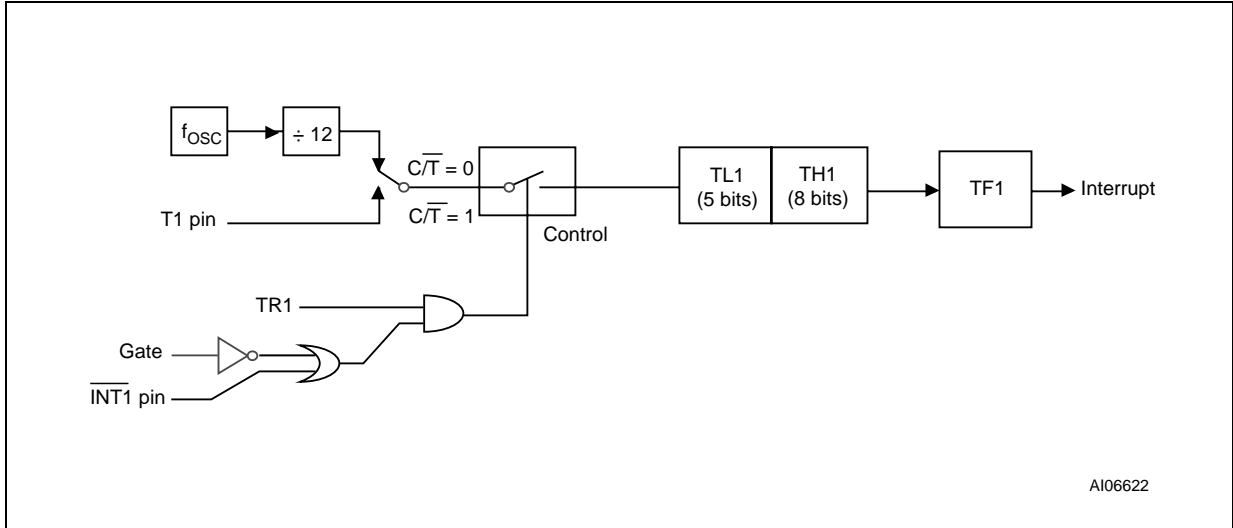 fOSC
÷ 12
C/T̅ = 0
T1 pin
C/T̅ = 1
Control
TL1
(5 bits)
TH1
(8 bits)
TF1
Interrupt
TR1
Gate
I̅N̅T̅1̅ pin
AI06622